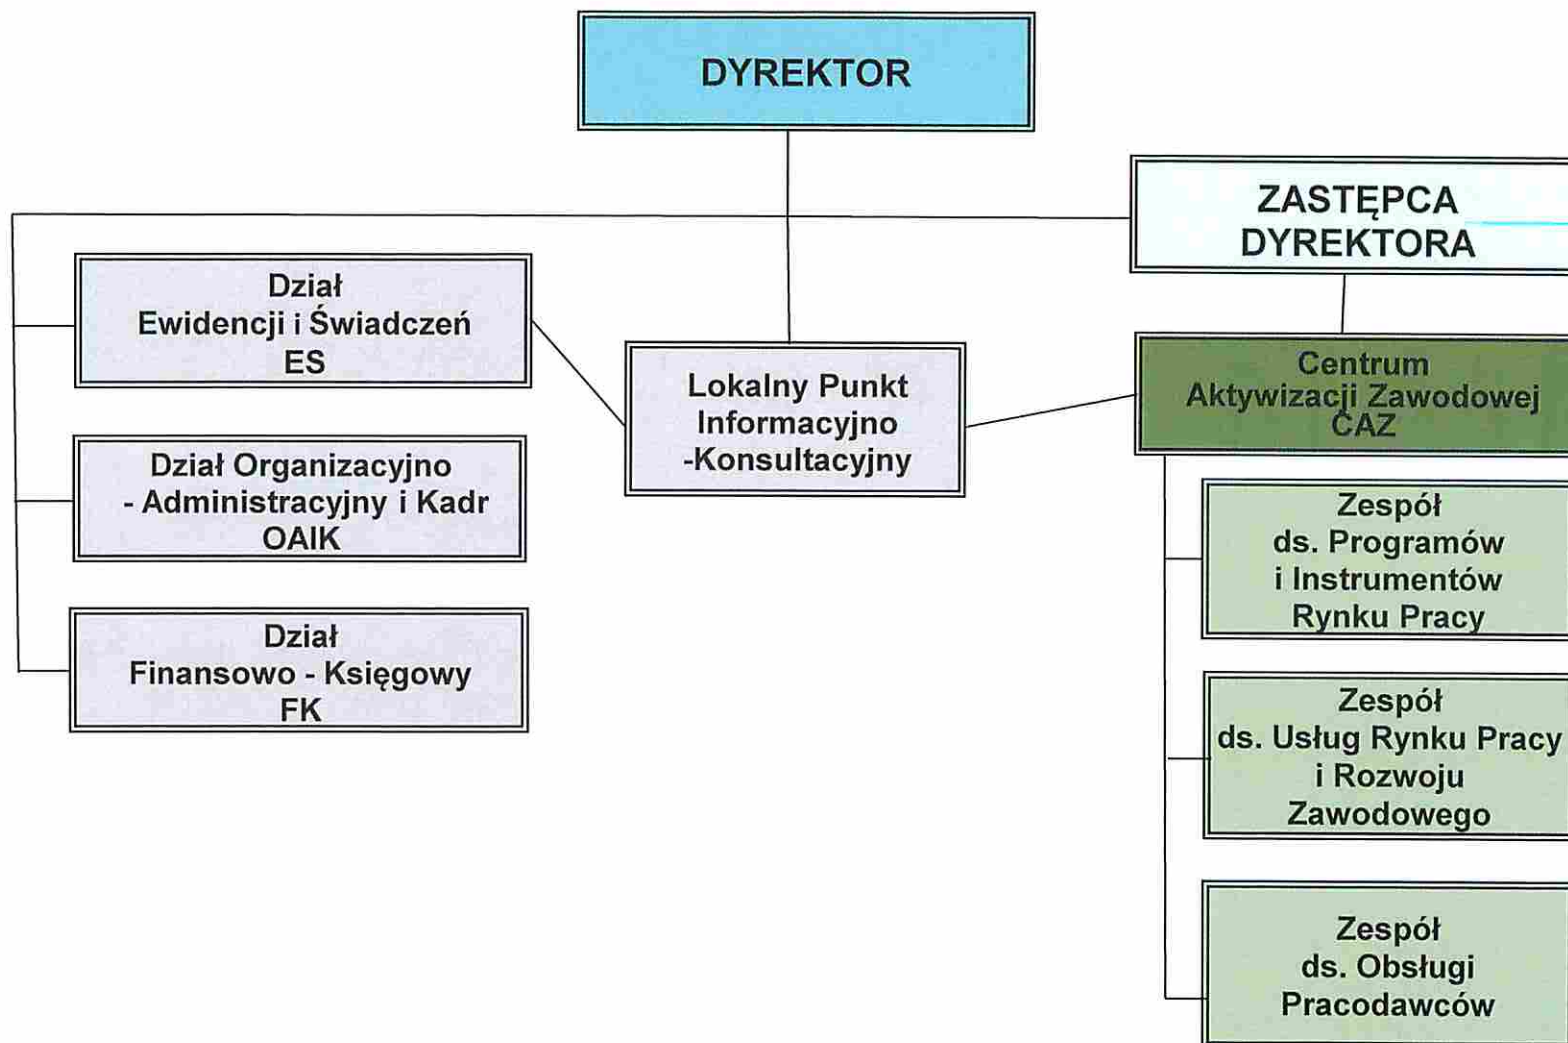 DYREKTOR
ZASTĘPCA
DYREKTORA
Dział
Ewidencji i Świadczeń
ES
Lokalny Punkt
Informacyjno
-Konsultacyjny
Centrum
Aktywizacji Zawodowej
CAZ
Dział Organizacyjno
- Administracyjny i Kadr
OAIK
Zespół
ds. Programów
i Instrumentów
Rynku Pracy
Dział
Finansowo - Księgowy
FK
Zespół
ds. Usług Rynku Pracy
i Rozwoju
Zawodowego
Zespół
ds. Obsługi
Pracodawców